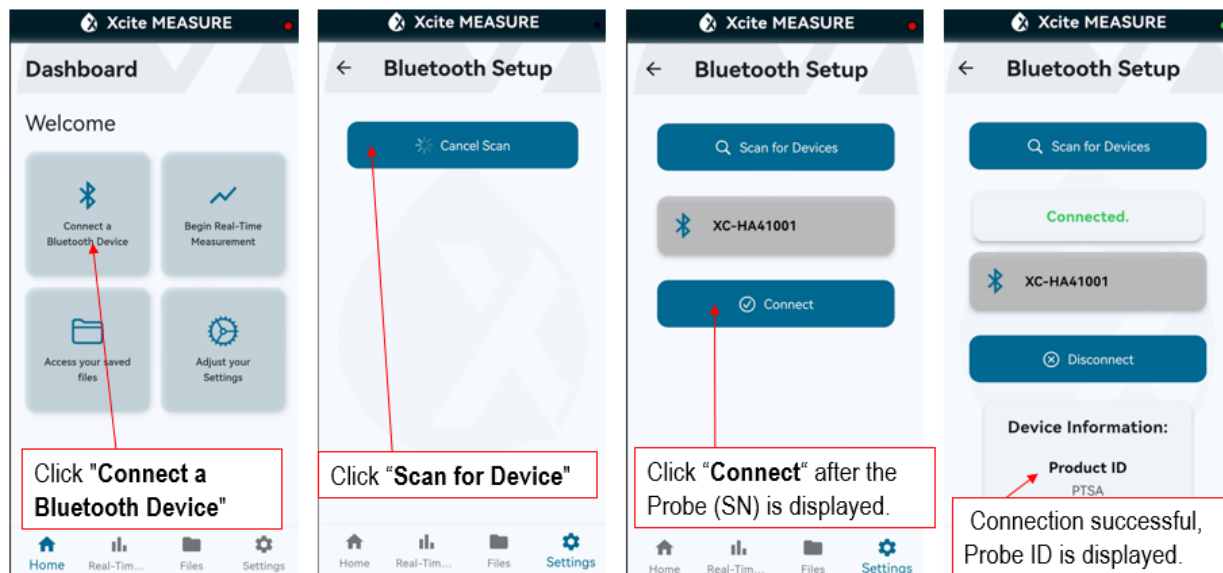 Xcite MEASURE
Dashboard
Welcome
Connect a
Bluetooth Device
Begin Real-Time
Measurement
Access your saved
files
Adjust your
Settings
Click "Connect a
Bluetooth Device"
Home
Real-Tim...
Files
Settings
Xcite MEASURE
Bluetooth Setup
Cancel Scan
Click “Scan for Device"
Home
Real-Tim...
Files
Settings
Xcite MEASURE
Bluetooth Setup
Scan for Devices
XC-HA41001
Connect
Click “Connect“ after the
Probe (SN) is displayed.
Home
Real-Tim...
Files
Settings
Xcite MEASURE
Bluetooth Setup
Scan for Devices
Connected.
XC-HA41001
Disconnect
Device Information:
Product ID
PTSA
Connection successful,
Probe ID is displayed.